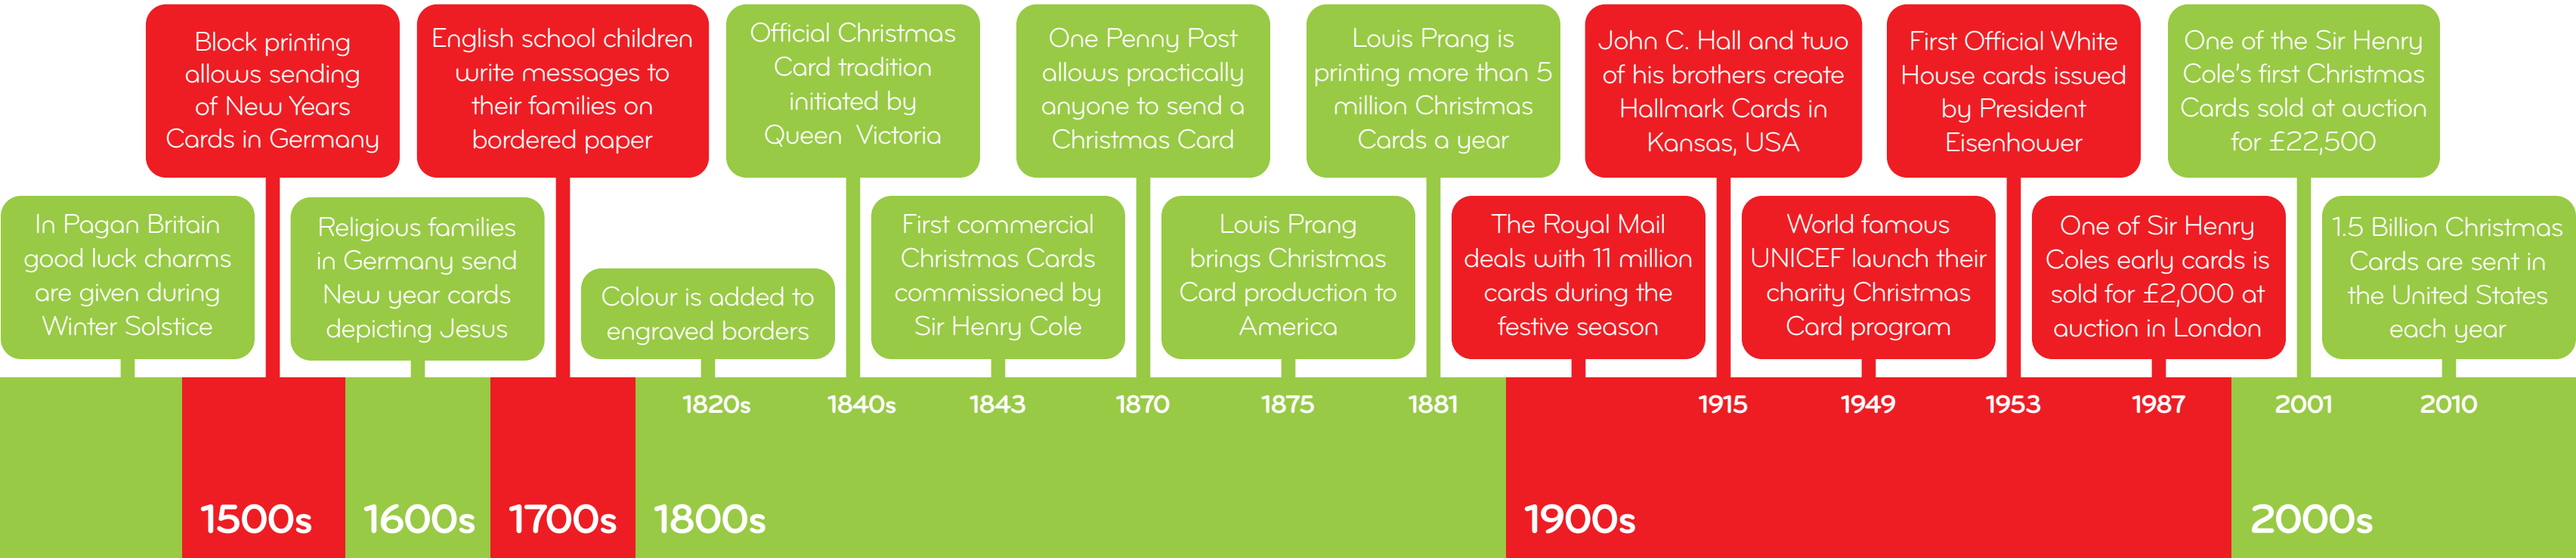 In Pagan Britain
good luck charms
are given during
Winter Solstice
Block printing
allows sending
of New Years
Cards in Germany
Religious families
in Germany send
New year cards
depicting Jesus
English school children
write messages to
their families on
bordered paper
Colour is added to
engraved borders
Official Christmas
Card tradition
initiated by
Queen Victoria
First commercial
Christmas Cards
commissioned by
Sir Henry Cole
One Penny Post
allows practically
anyone to send a
Christmas Card
Louis Prang
brings Christmas
Card production to
America
Louis Prang is
printing more than 5
million Christmas
Cards a year
The Royal Mail
deals with 11 million
cards during the
festive season
John C. Hall and two
of his brothers create
Hallmark Cards in
Kansas, USA
World famous
UNICEF launch their
charity Christmas
Card program
First Official White
House cards issued
by President
Eisenhower
One of Sir Henry
Coles early cards is
sold for £2,000 at
auction in London
One of the Sir Henry
Cole's first Christmas
Cards sold at auction
for £22,500
1.5 Billion Christmas
Cards are sent in
the United States
each year
1820s
1840s
1843
1870
1875
1881
1915
1949
1953
1987
2001
2010
1500s
1600s
1700s
1800s
1900s
2000s